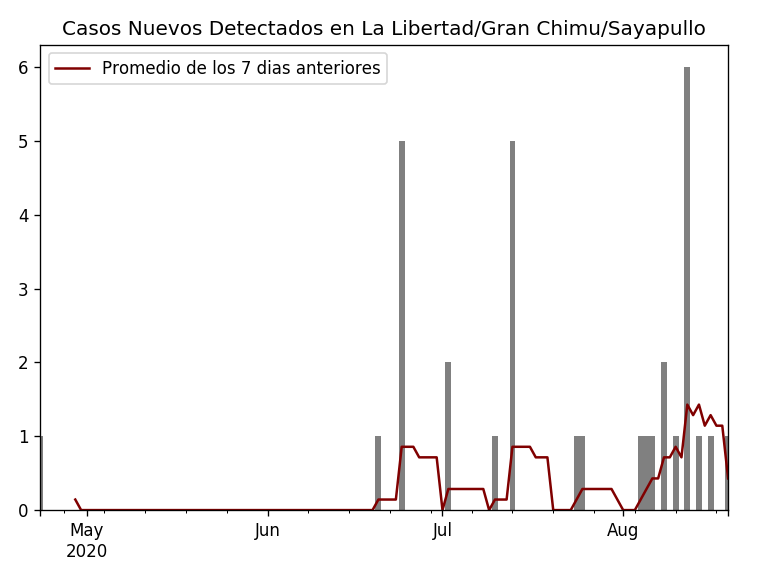 Casos Nuevos Detectados en La Libertad/Gran Chimu/Sayapullo
Promedio de los 7 dias anteriores
6
5
4
3
2
1
0
May
2020
Jun
Jul
Aug